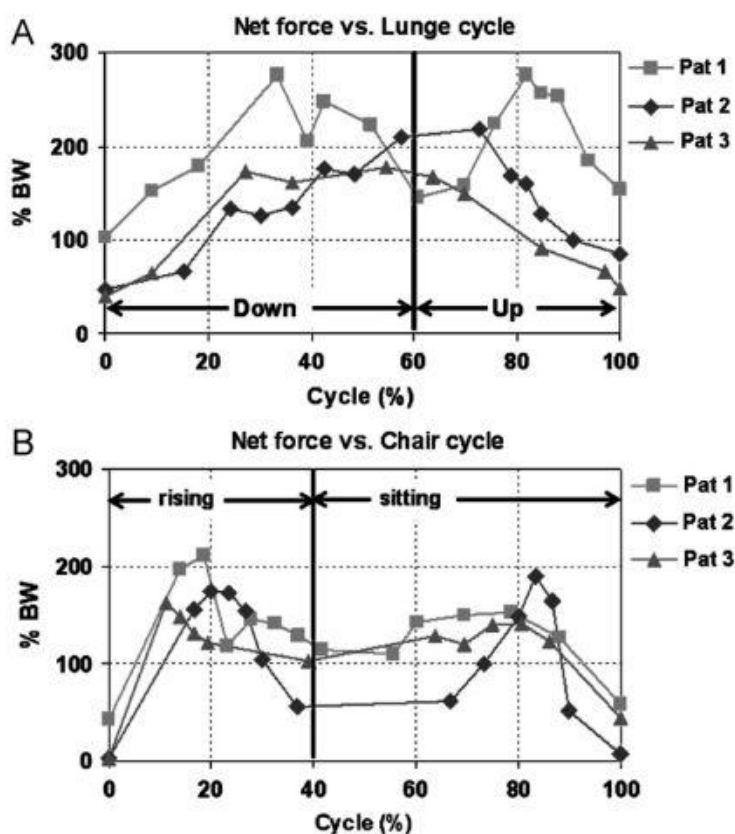 A
Net force vs. Lunge cycle
300
200
100
0
% BW
Down
Up
0 20 40 60 80 100
Cycle (%)
Pat 1
Pat 2
Pat 3
B
Net force vs. Chair cycle
300
200
100
0
% BW
rising
sitting
0 20 40 60 80 100
Cycle (%)
Pat 1
Pat 2
Pat 3